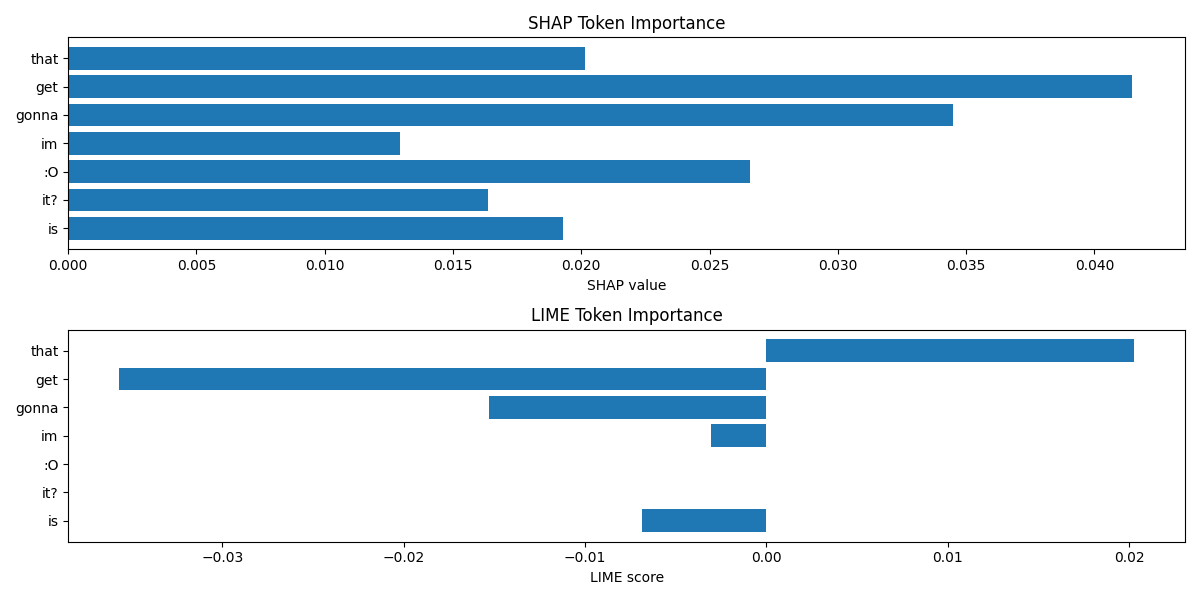 SHAP Token Importance
that
get
gonna
im
:O
it?
is
0.000 0.005 0.010 0.015 0.020 0.025 0.030 0.035 0.040
SHAP value
LIME Token Importance
that
get
gonna
im
:O
it?
is
−0.03 −0.02 −0.01 0.00 0.01 0.02
LIME score